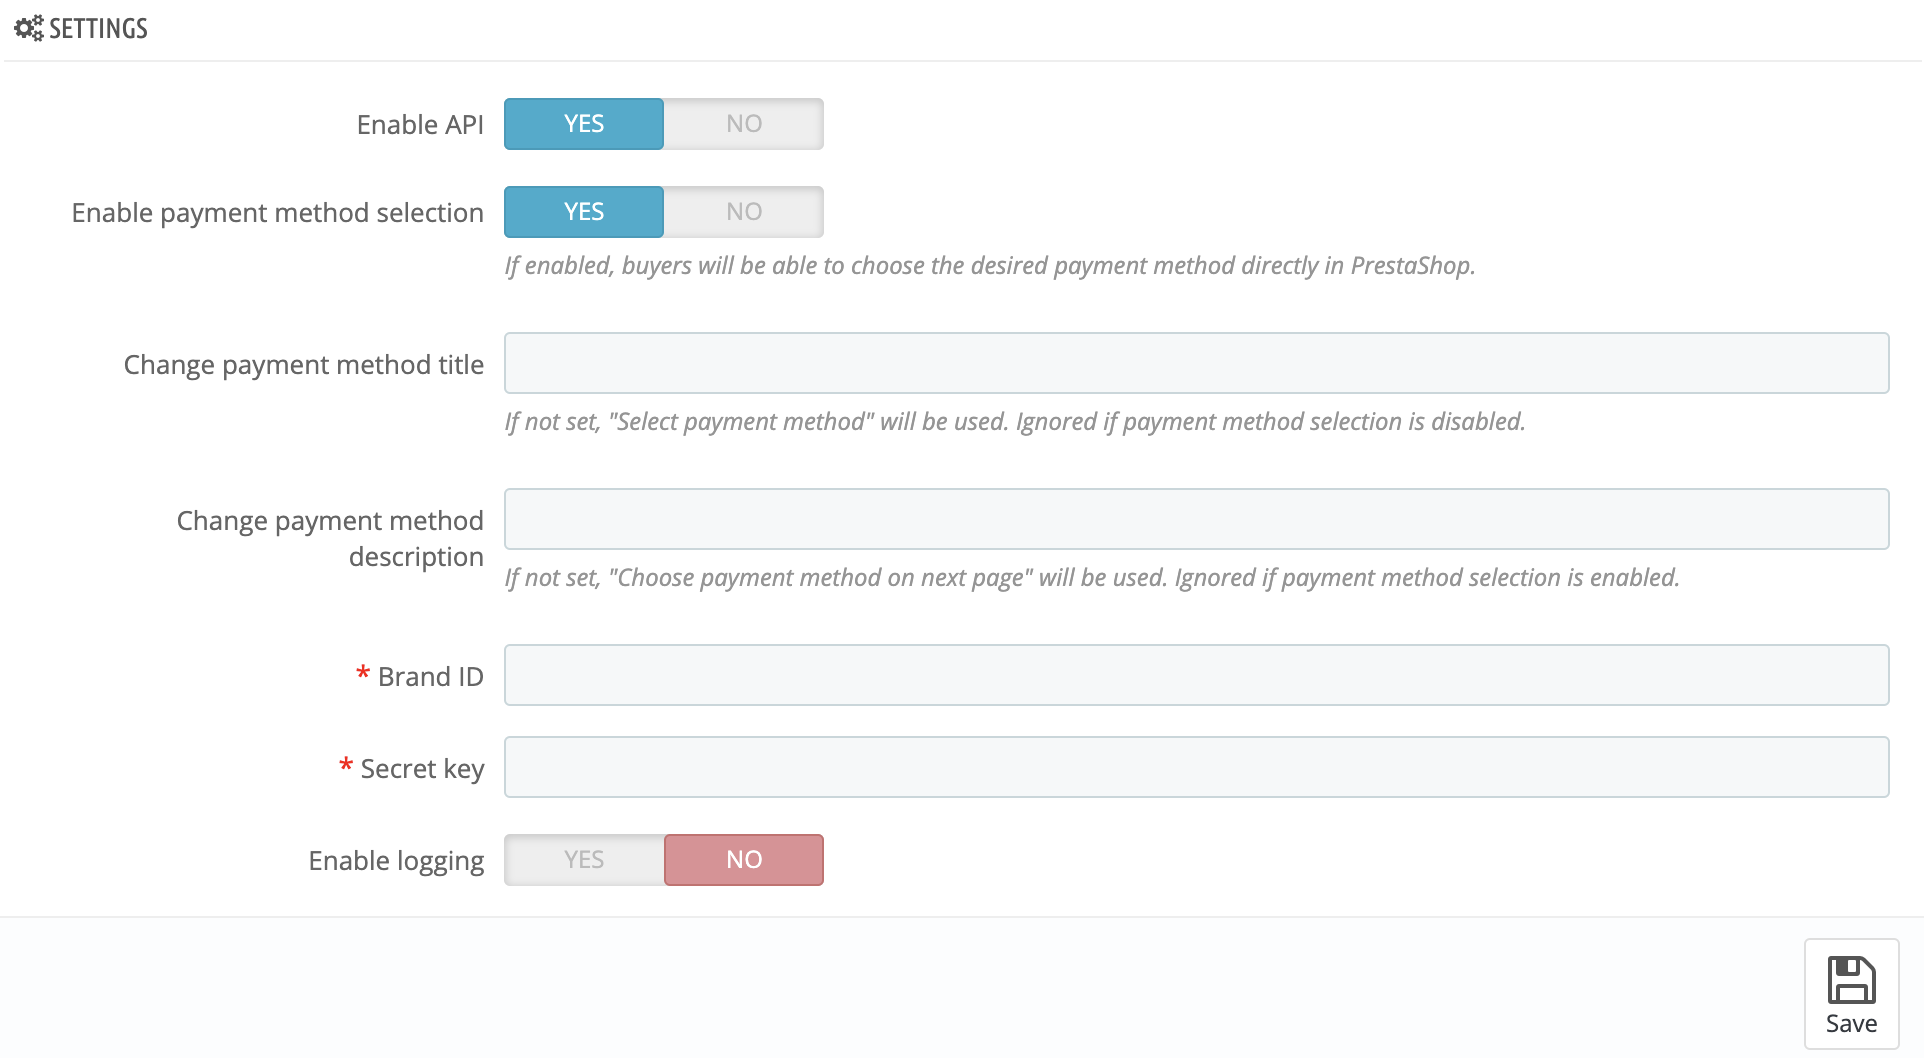 SETTINGS
Enable API YES NO
Enable payment method selection YES NO
If enabled, buyers will be able to choose the desired payment method directly in PrestaShop.
Change payment method title
If not set, "Select payment method" will be used. Ignored if payment method selection is disabled.
Change payment method
description
If not set, "Choose payment method on next page" will be used. Ignored if payment method selection is enabled.
* Brand ID
* Secret key
Enable logging YES NO
Save